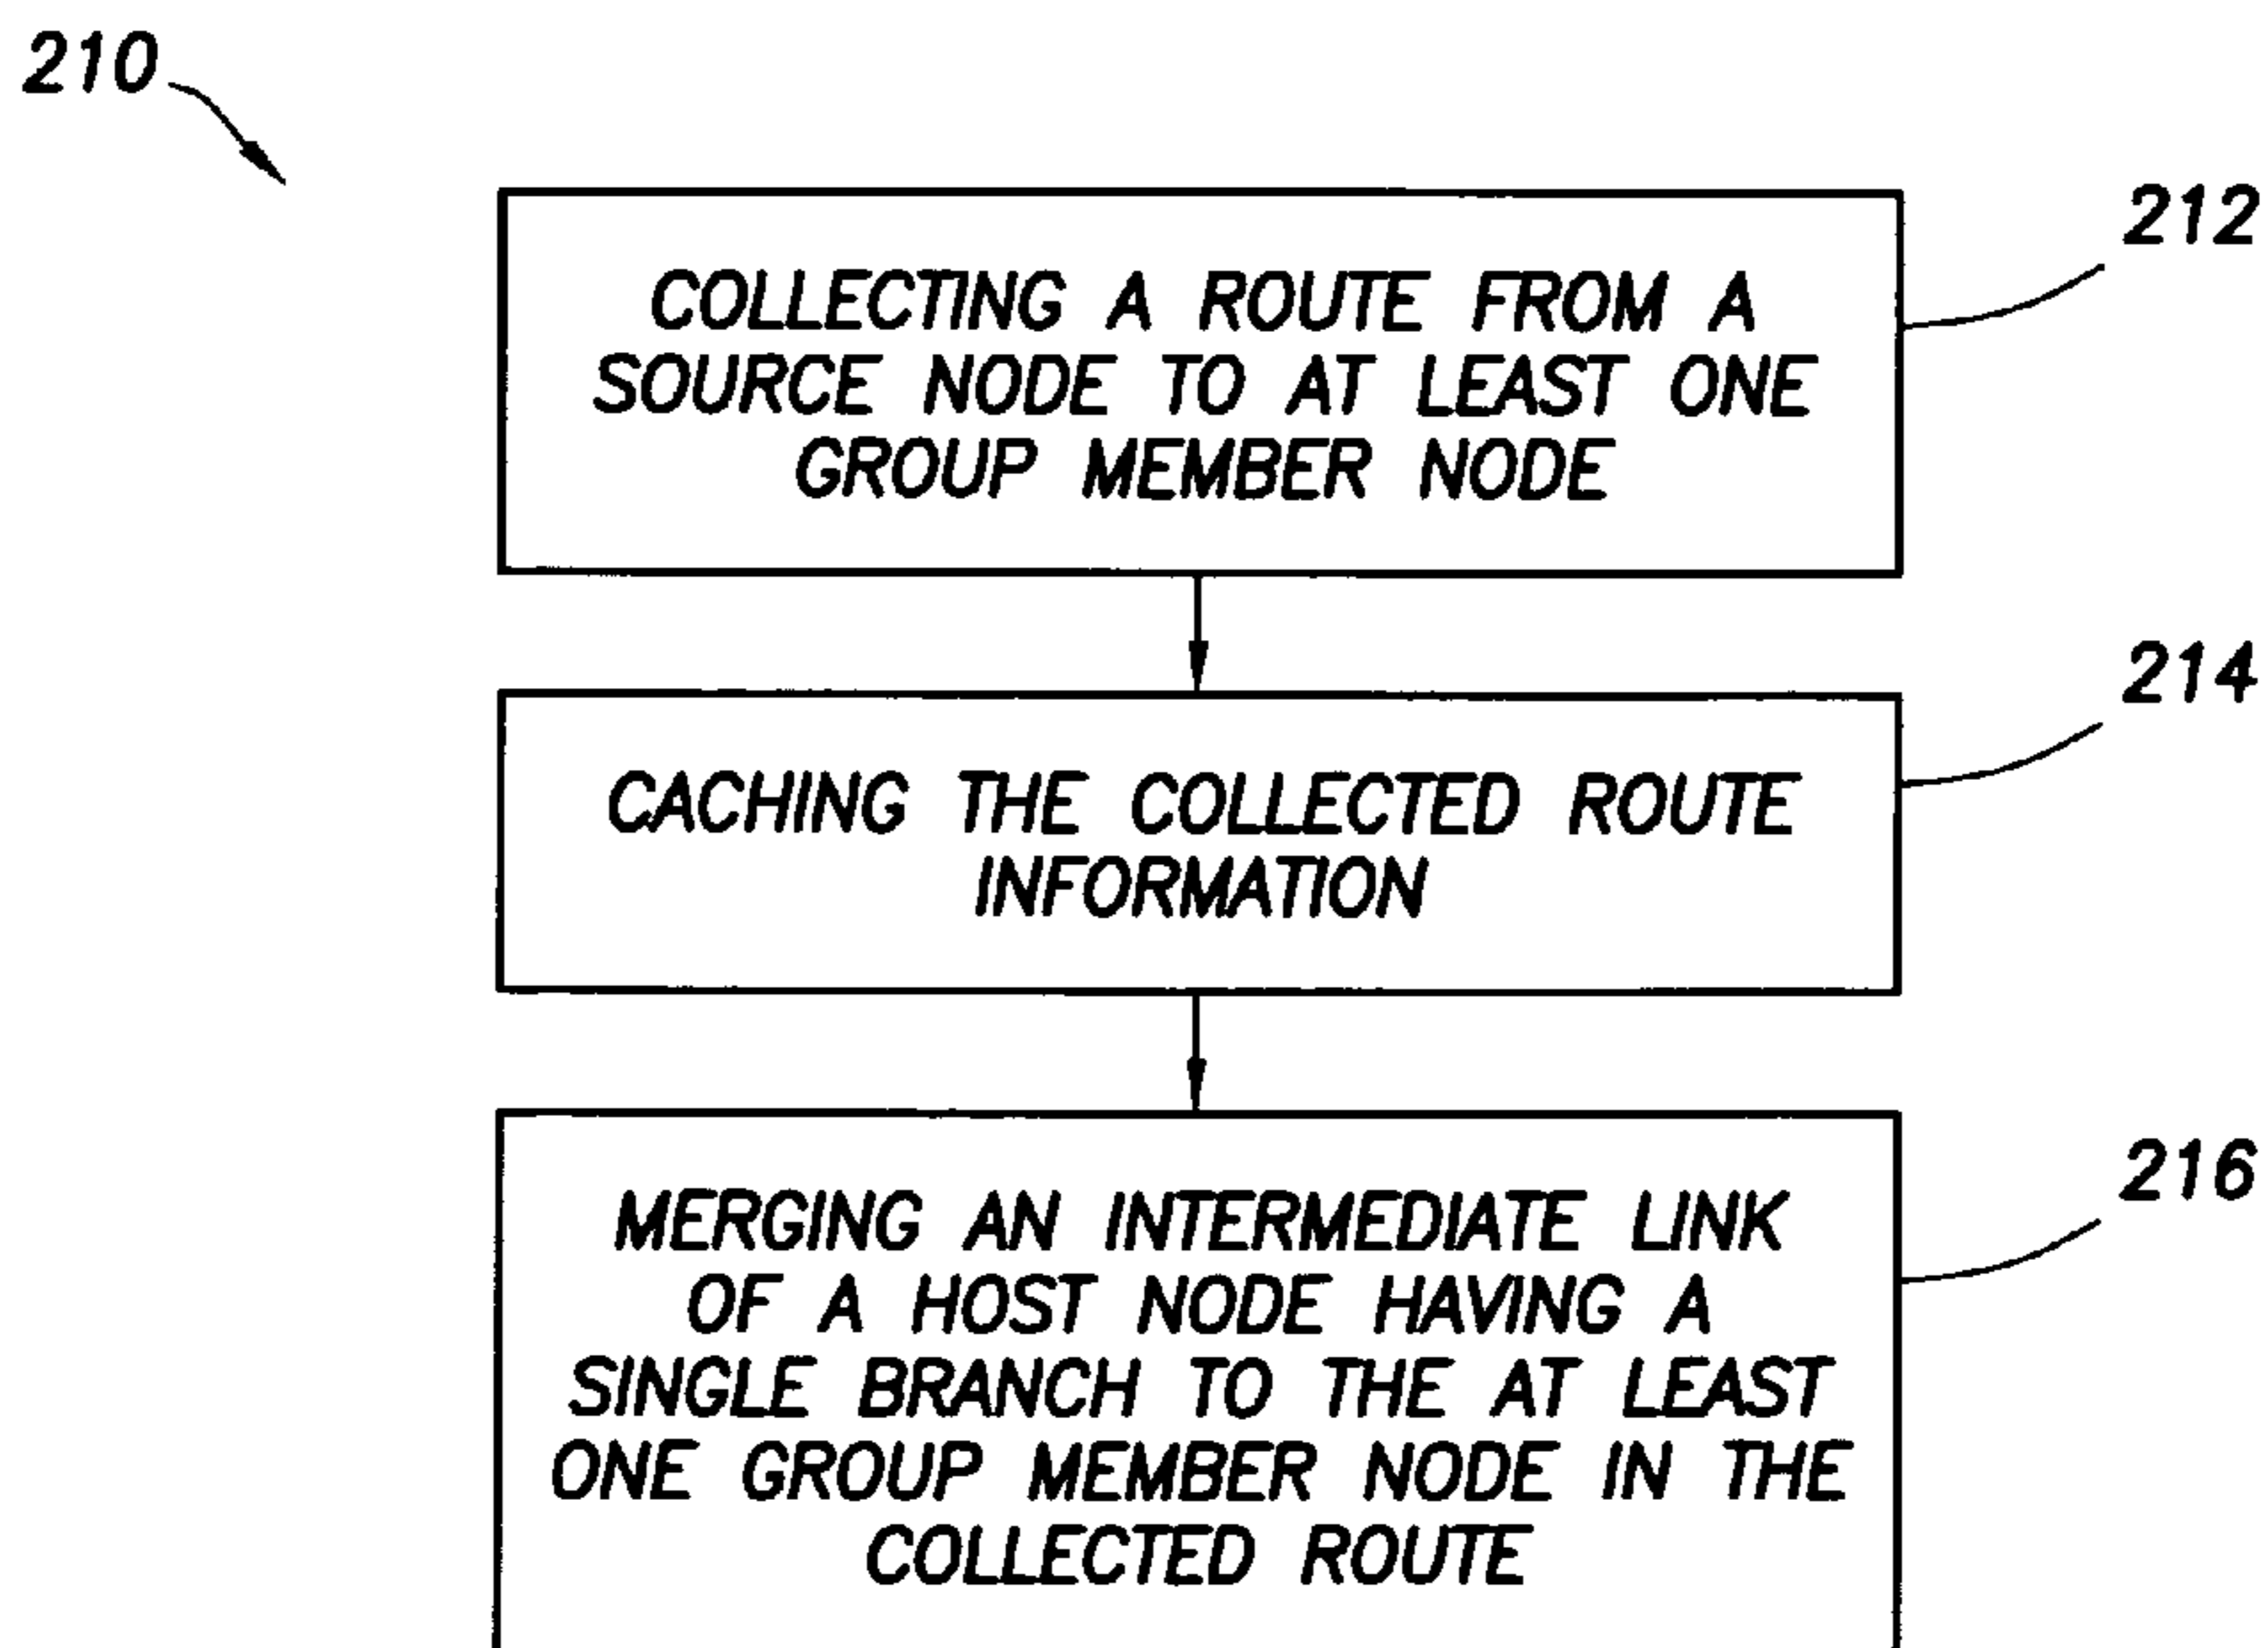 210
212
COLLECTING A ROUTE FROM A
SOURCE NODE TO AT LEAST ONE
GROUP MEMBER NODE
214
CACHING THE COLLECTED ROUTE
INFORMATION
216
MERGING AN INTERMEDIATE LINK
OF A HOST NODE HAVING A
SINGLE BRANCH TO THE AT LEAST
ONE GROUP MEMBER NODE IN THE
COLLECTED ROUTE